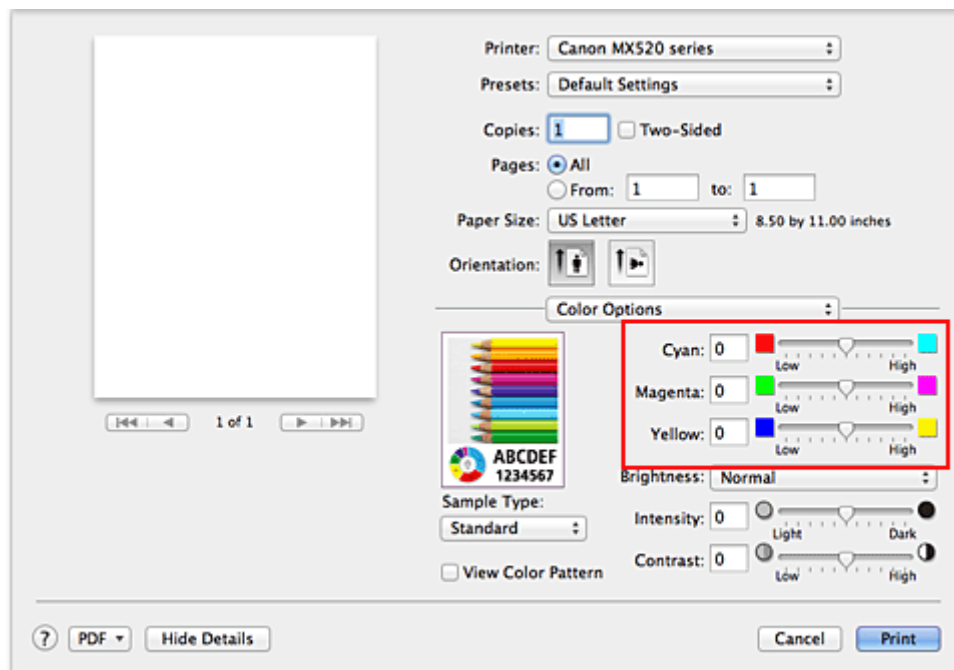 Printer: Canon MX520 series
Presets: Default Settings
Copies: 1 Two-Sided
Pages: All
From: 1 to: 1
Paper Size: US Letter 8.50 by 11.00 inches
Orientation:
Color Options
Cyan: 0
Low High
Magenta: 0
Low High
Yellow: 0
Low High
1 of 1
ABCDEF
1234567
Brightness: Normal
Sample Type:
Standard
Intensity: 0
Light Dark
Contrast: 0
Low High
View Color Pattern
? PDF Hide Details Cancel Print